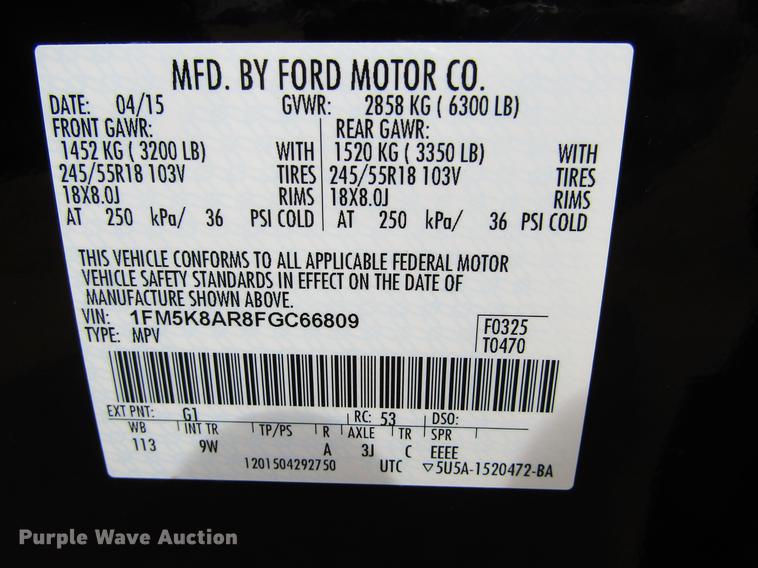 MFD. BY FORD MOTOR CO.
DATE: 04/15 GVWR: 2858 KG ( 6300 LB)
FRONT GAWR: REAR GAWR:
1452 KG ( 3200 LB) WITH 1520 KG ( 3350 LB) WITH
245/55R18 103V TIRES 245/55R18 103V TIRES
18X8.0J RIMS 18X8.0J RIMS
AT 250 kPa/ 36 PSI COLD AT 250 kPa/ 36 PSI COLD
THIS VEHICLE CONFORMS TO ALL APPLICABLE FEDERAL MOTOR
VEHICLE SAFETY STANDARDS IN EFFECT ON THE DATE OF
MANUFACTURE SHOWN ABOVE.
VIN: 1FM5K8AR8FGC66809 F0325
TYPE: MPV T0470
EXT PNT: G1 RC: 53 DSO:
WB INT TR TP/PS R AXLE TR SPR
113 9W A 3J C EEEE
1201504292750 UTC ▽5U5A-1520472-BA
Purple Wave Auction